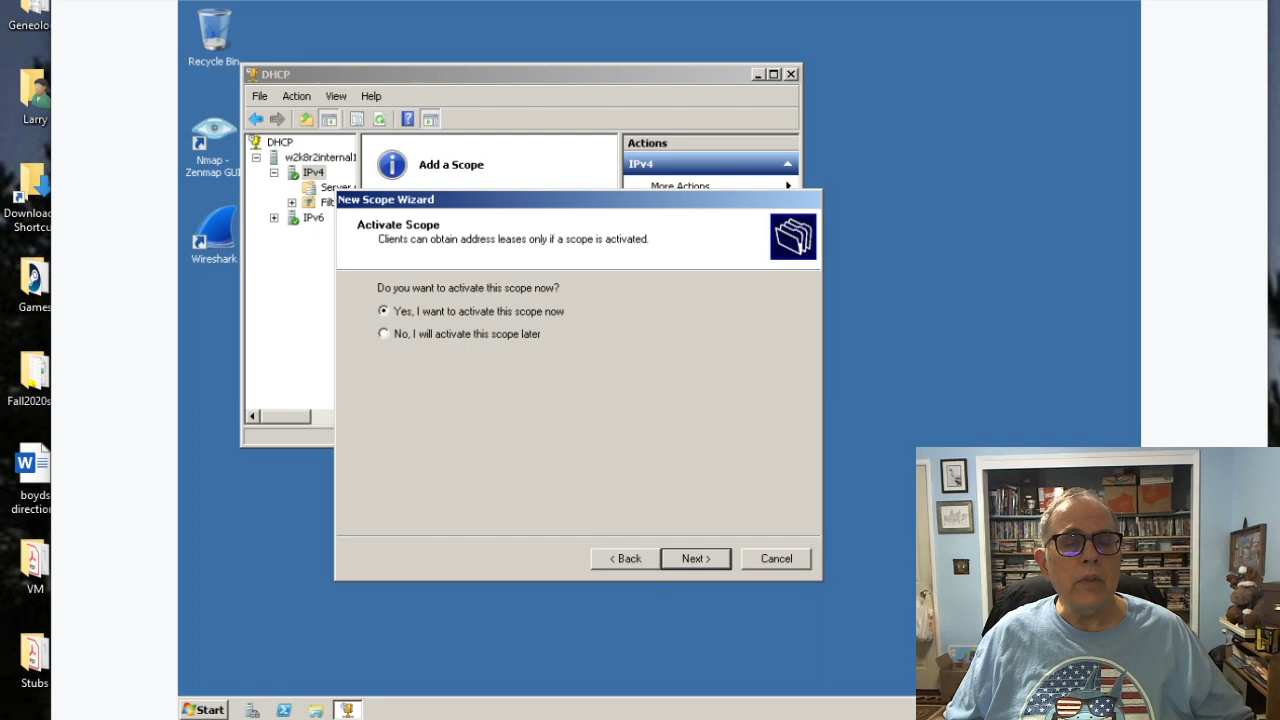 Geneolo
Larry
Download
Shortcu
Games
Fall2020s
boyds
direction
VM
Stubs
Recycle Bin
Nmap -
Zenmap GUI
Wireshark
DHCP
File Action View Help
DHCP
w2k8r2internal1
IPv4
Server
Filt
IPv6
Add a Scope
Actions
IPv4
More Actions
New Scope Wizard
Activate Scope
Clients can obtain address leases only if a scope is activated.
Do you want to activate this scope now?
Yes, I want to activate this scope now
No, I will activate this scope later
< Back Next > Cancel
Start